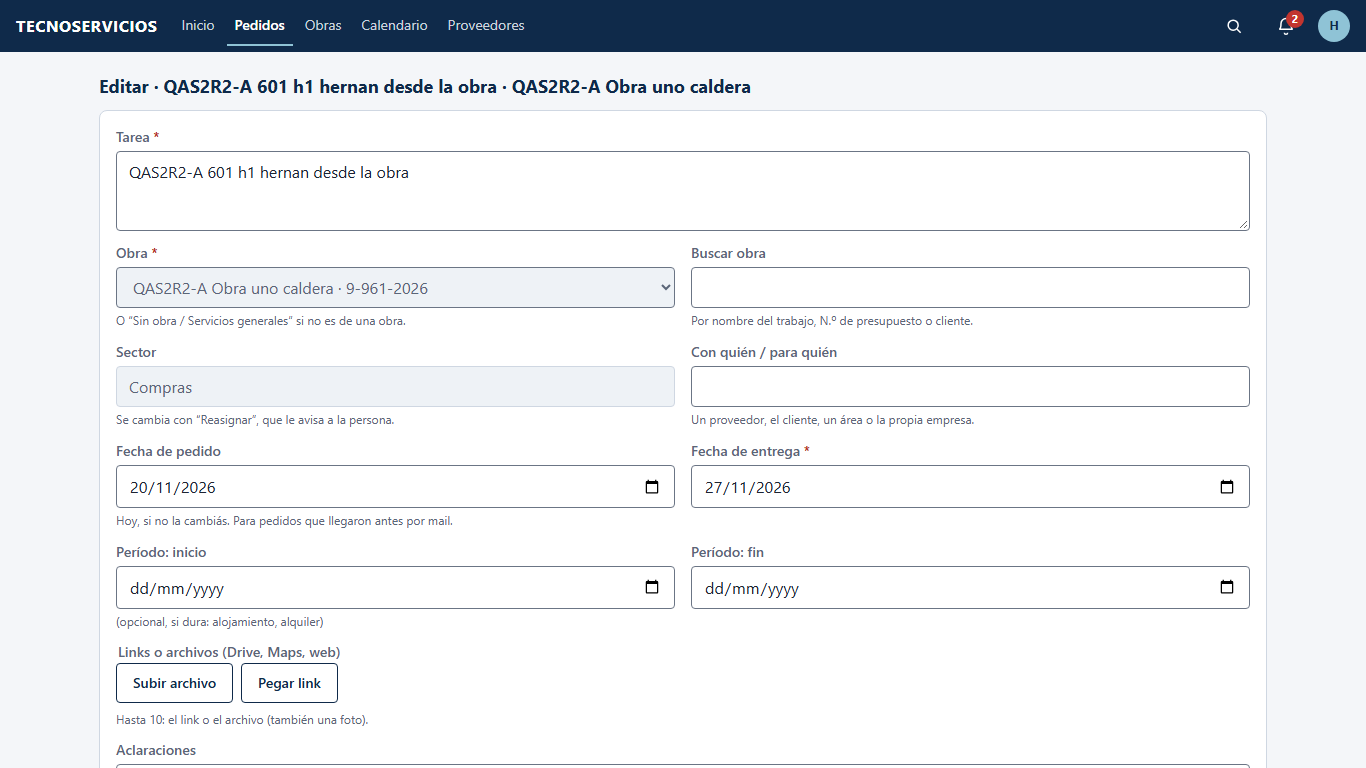 TECNOSERVICIOS Inicio Pedidos Obras Calendario Proveedores 2 H
Editar · QAS2R2-A 601 h1 hernan desde la obra · QAS2R2-A Obra uno caldera
Tarea *
QAS2R2-A 601 h1 hernan desde la obra
Obra * Buscar obra
QAS2R2-A Obra uno caldera · 9-961-2026
O “Sin obra / Servicios generales” si no es de una obra. Por nombre del trabajo, N.º de presupuesto o cliente.
Sector Con quién / para quién
Compras
Se cambia con “Reasignar”, que le avisa a la persona. Un proveedor, el cliente, un área o la propia empresa.
Fecha de pedido Fecha de entrega *
20/11/2026 27/11/2026
Hoy, si no la cambiás. Para pedidos que llegaron antes por mail.
Período: inicio Período: fin
dd/mm/yyyy dd/mm/yyyy
(opcional, si dura: alojamiento, alquiler)
Links o archivos (Drive, Maps, web)
Subir archivo Pegar link
Hasta 10: el link o el archivo (también una foto).
Aclaraciones